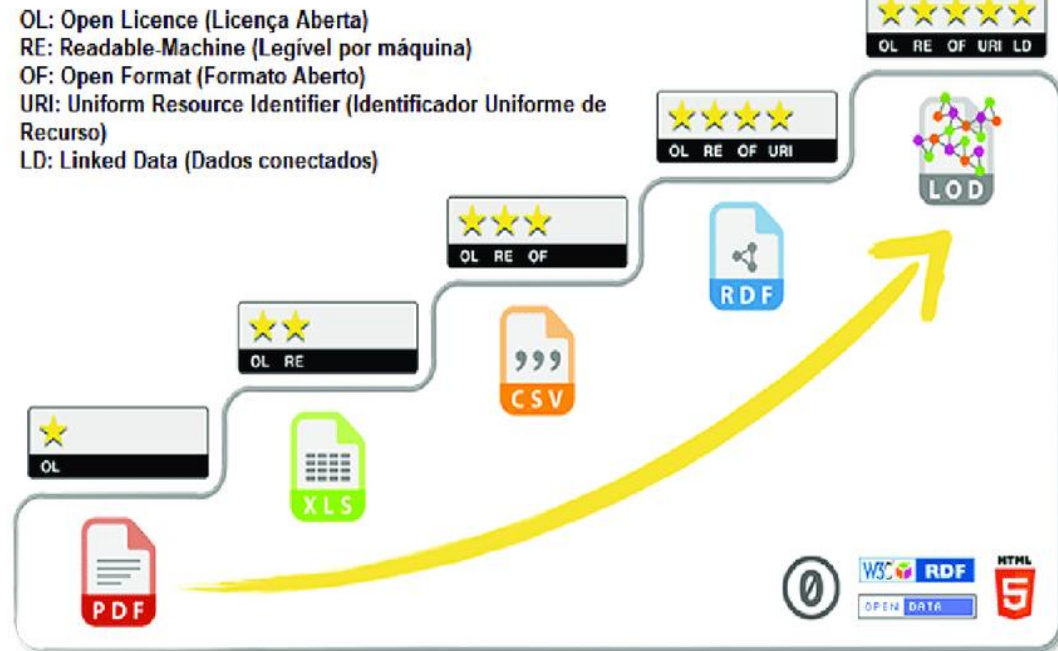 OL: Open Licence (Licença Aberta)
RE: Readable-Machine (Legível por máquina)
OF: Open Format (Formato Aberto)
URI: Uniform Resource Identifier (Identificador Uniforme de
Recurso)
LD: Linked Data (Dados conectados)
OL RE OF URI LD
LOD
OL RE OF URI
RDF
OL RE OF
CSV
OL RE
XLS
OL
PDF
0
W3C RDF
OPEN DATA
HTML
5